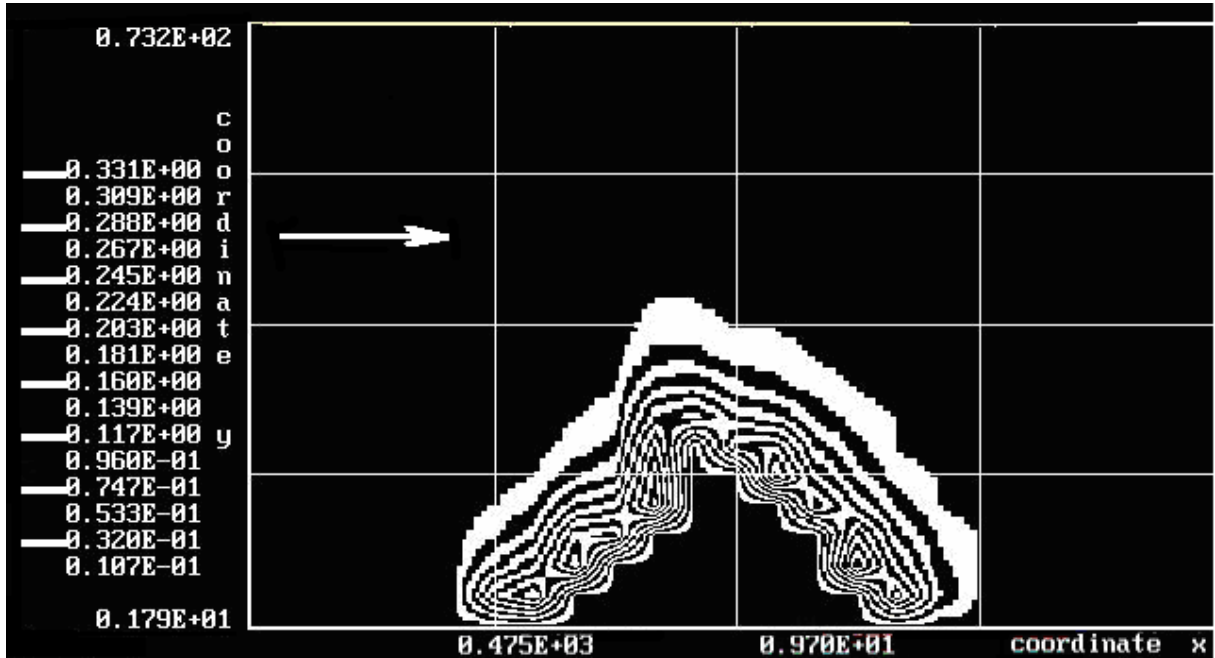 0.732E+02
coordinate y
0.331E+00
0.309E+00
0.288E+00
0.267E+00
0.245E+00
0.224E+00
0.203E+00
0.181E+00
0.160E+00
0.139E+00
0.117E+00
0.960E-01
0.747E-01
0.533E-01
0.320E-01
0.107E-01
0.179E+01
0.475E+03 0.970E+01 coordinate x